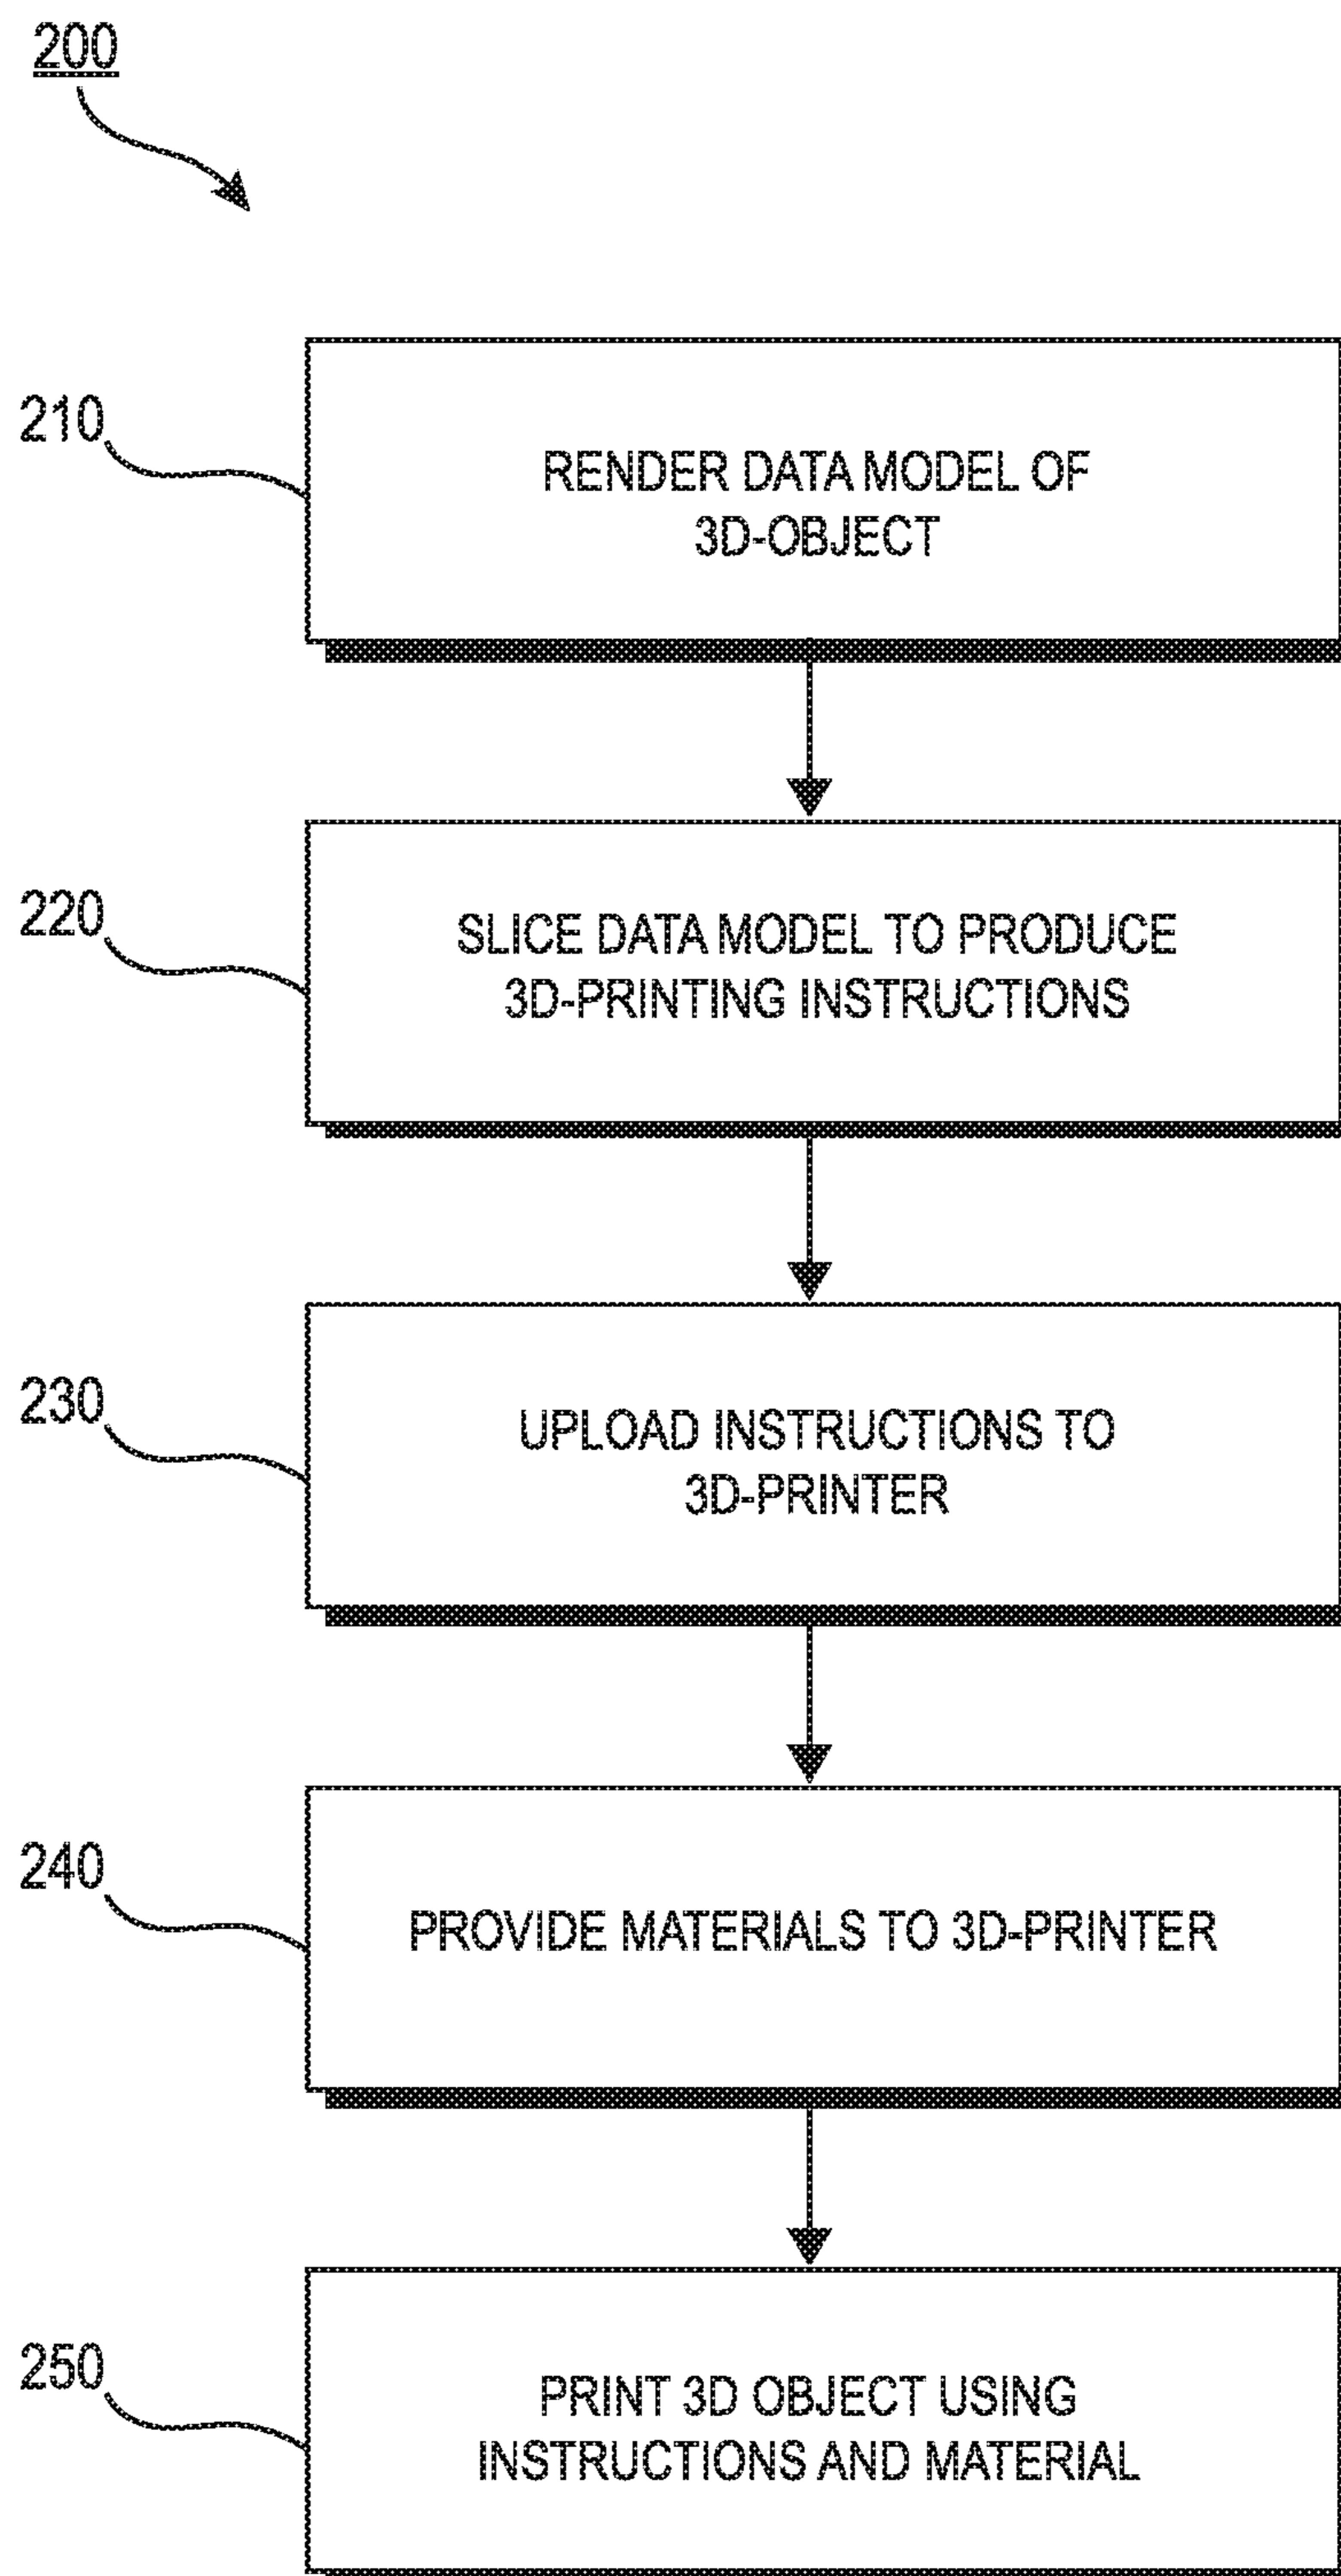 200
210
RENDER DATA MODEL OF
3D-OBJECT
220
SLICE DATA MODEL TO PRODUCE
3D-PRINTING INSTRUCTIONS
230
UPLOAD INSTRUCTIONS TO
3D-PRINTER
240
PROVIDE MATERIALS TO 3D-PRINTER
250
PRINT 3D OBJECT USING
INSTRUCTIONS AND MATERIAL